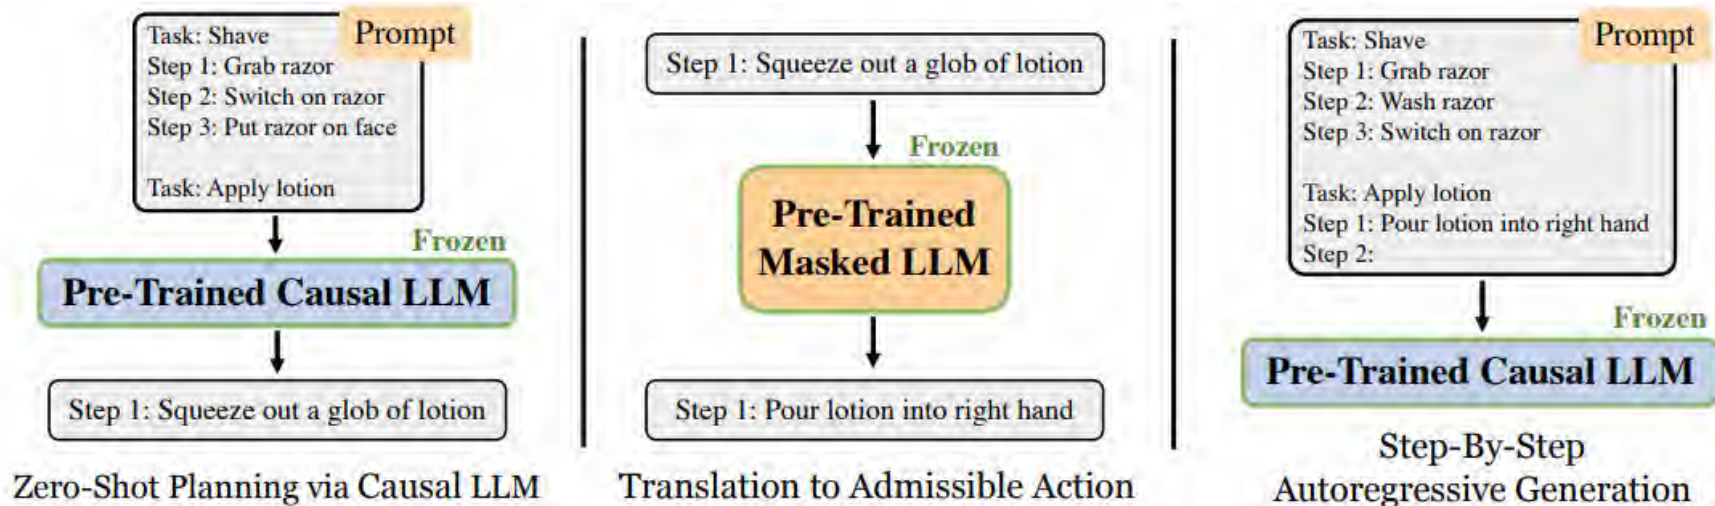 Task: Shave
Prompt
Step 1: Grab razor
Step 2: Switch on razor
Step 3: Put razor on face
Task: Apply lotion
Frozen
Pre-Trained Causal LLM
Step 1: Squeeze out a glob of lotion
Zero-Shot Planning via Causal LLM
Step 1: Squeeze out a glob of lotion
Frozen
Pre-Trained
Masked LLM
Step 1: Pour lotion into right hand
Translation to Admissible Action
Task: Shave
Prompt
Step 1: Grab razor
Step 2: Wash razor
Step 3: Switch on razor
Task: Apply lotion
Step 1: Pour lotion into right hand
Step 2:
Frozen
Pre-Trained Causal LLM
Step-By-Step
Autoregressive Generation